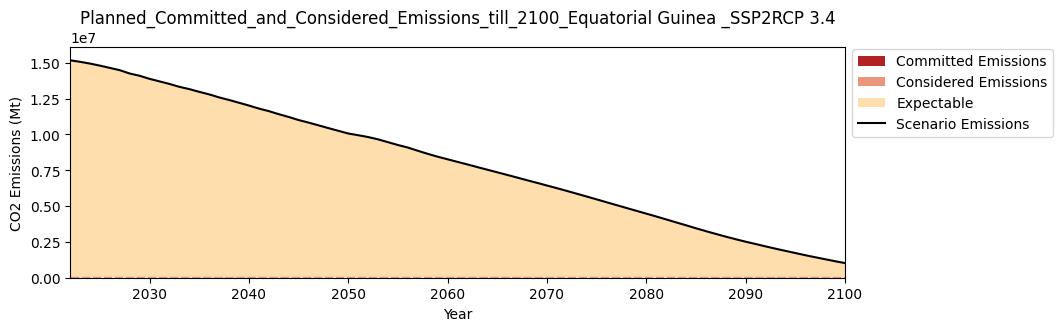 Planned_Committed_and_Considered_Emissions_till_2100_Equatorial Guinea _SSP2RCP 3.4
1e7
1.50
1.25
1.00
0.75
0.50
0.25
0.00
CO2 Emissions (Mt)
2030 2040 2050 2060 2070 2080 2090 2100
Year
Committed Emissions
Considered Emissions
Expectable
Scenario Emissions